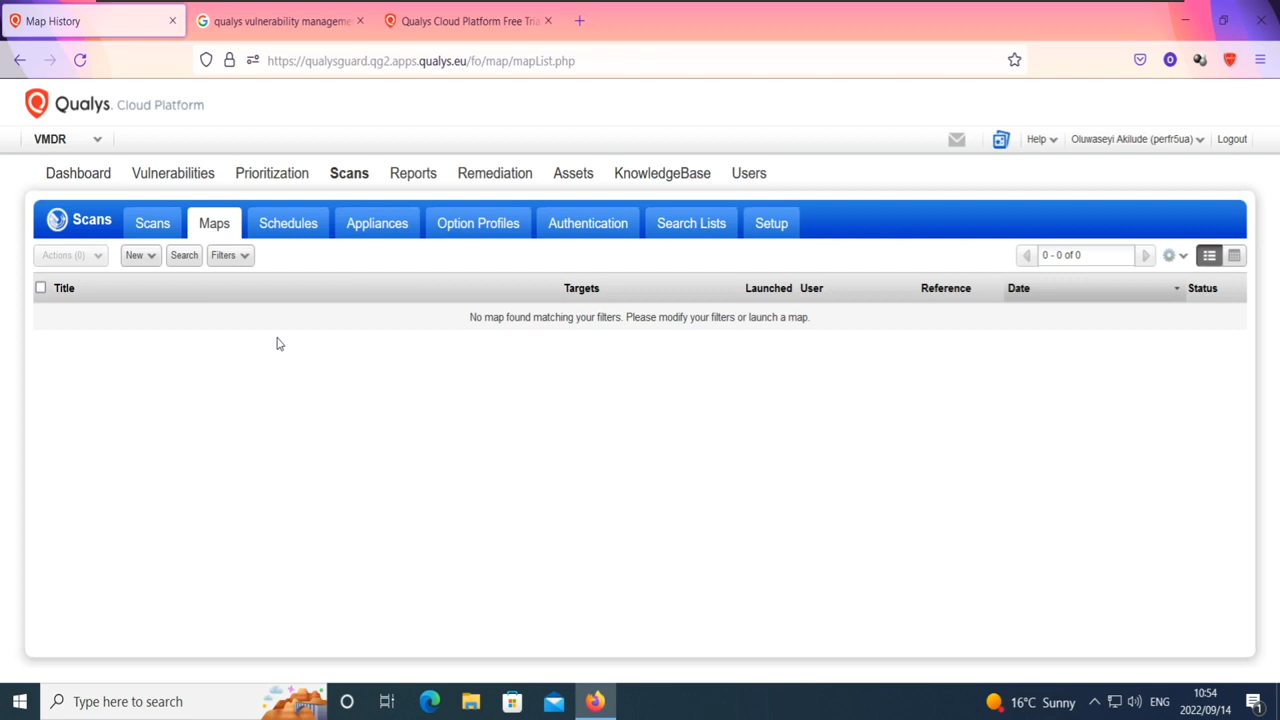 Map History
qualys vulnerability manageme
Qualys Cloud Platform Free Tria
https://qualysguard.qg2.apps.qualys.eu/fo/map/mapList.php
Qualys. Cloud Platform
VMDR
Help
Oluwaseyi Akilude (perfr5ua)
Logout
Dashboard Vulnerabilities Prioritization Scans Reports Remediation Assets KnowledgeBase Users
Scans Scans Maps Schedules Appliances Option Profiles Authentication Search Lists Setup
Actions (0) New Search Filters 0 - 0 of 0
Title Targets Launched User Reference Date Status
No map found matching your filters. Please modify your filters or launch a map.
Type here to search
16°C Sunny
ENG
10:54
2022/09/14
1